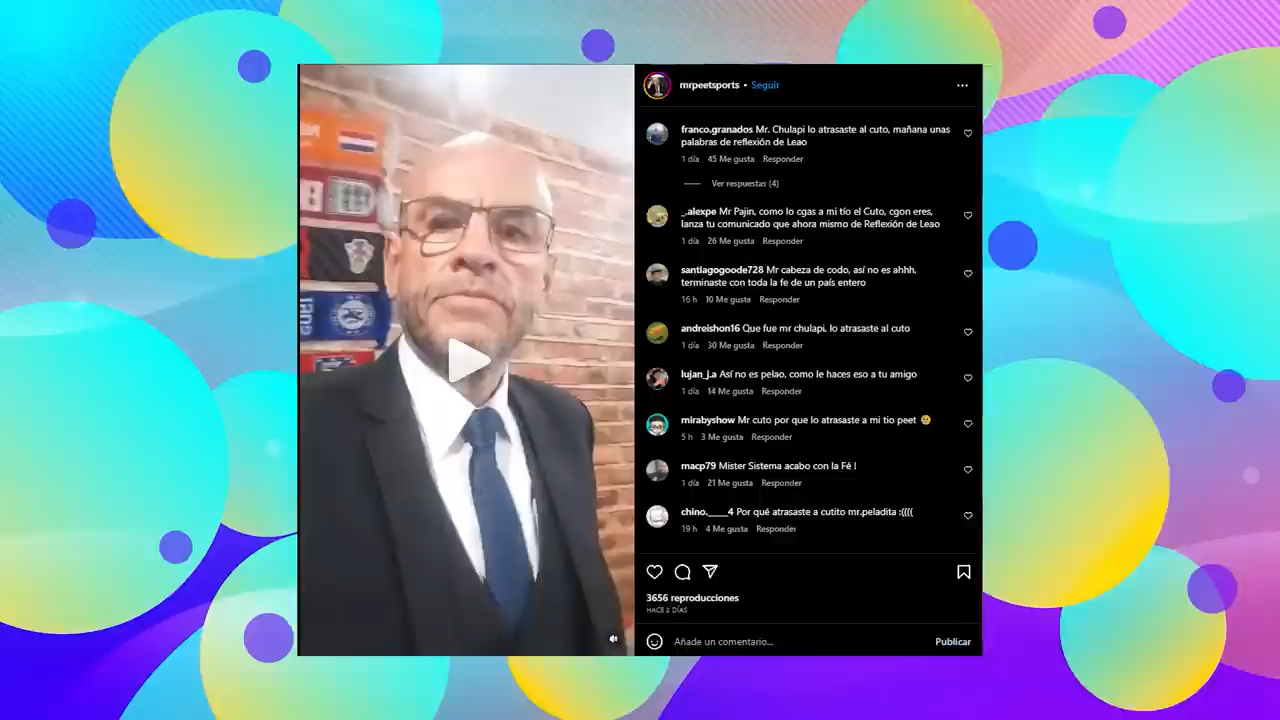 mrpeetsports • Seguir
franco.granados Mr. Chulapi lo atrasaste al cuto, mañana unas
palabras de reflexión de Leao
1 día 45 Me gusta Responder
Ver respuestas (4)
_.alexpe Mr Pajin, como lo cgas a mi tío el Cuto, cgon eres,
lanza tu comunicado que ahora mismo de Reflexión de Leao
1 día 26 Me gusta Responder
santiagogoode728 Mr cabeza de codo, así no es ahhh,
terminaste con toda la fe de un país entero
16 h 10 Me gusta Responder
andreishon16 Que fue mr chulapi, lo atrasaste al cuto
1 día 30 Me gusta Responder
lujan_j.a Así no es pelao, como le haces eso a tu amigo
1 día 14 Me gusta Responder
mirabyshow Mr cuto por que lo atrasaste a mi tio peet 😢
5 h 3 Me gusta Responder
macp79 Mister Sistema acabo con la Fé !
1 día 21 Me gusta Responder
chino.____4 Por qué atrasaste a cutito mr.peladita :((((
19 h 4 Me gusta Responder
3656 reproducciones
HACE 2 DÍAS
Añade un comentario...
Publicar